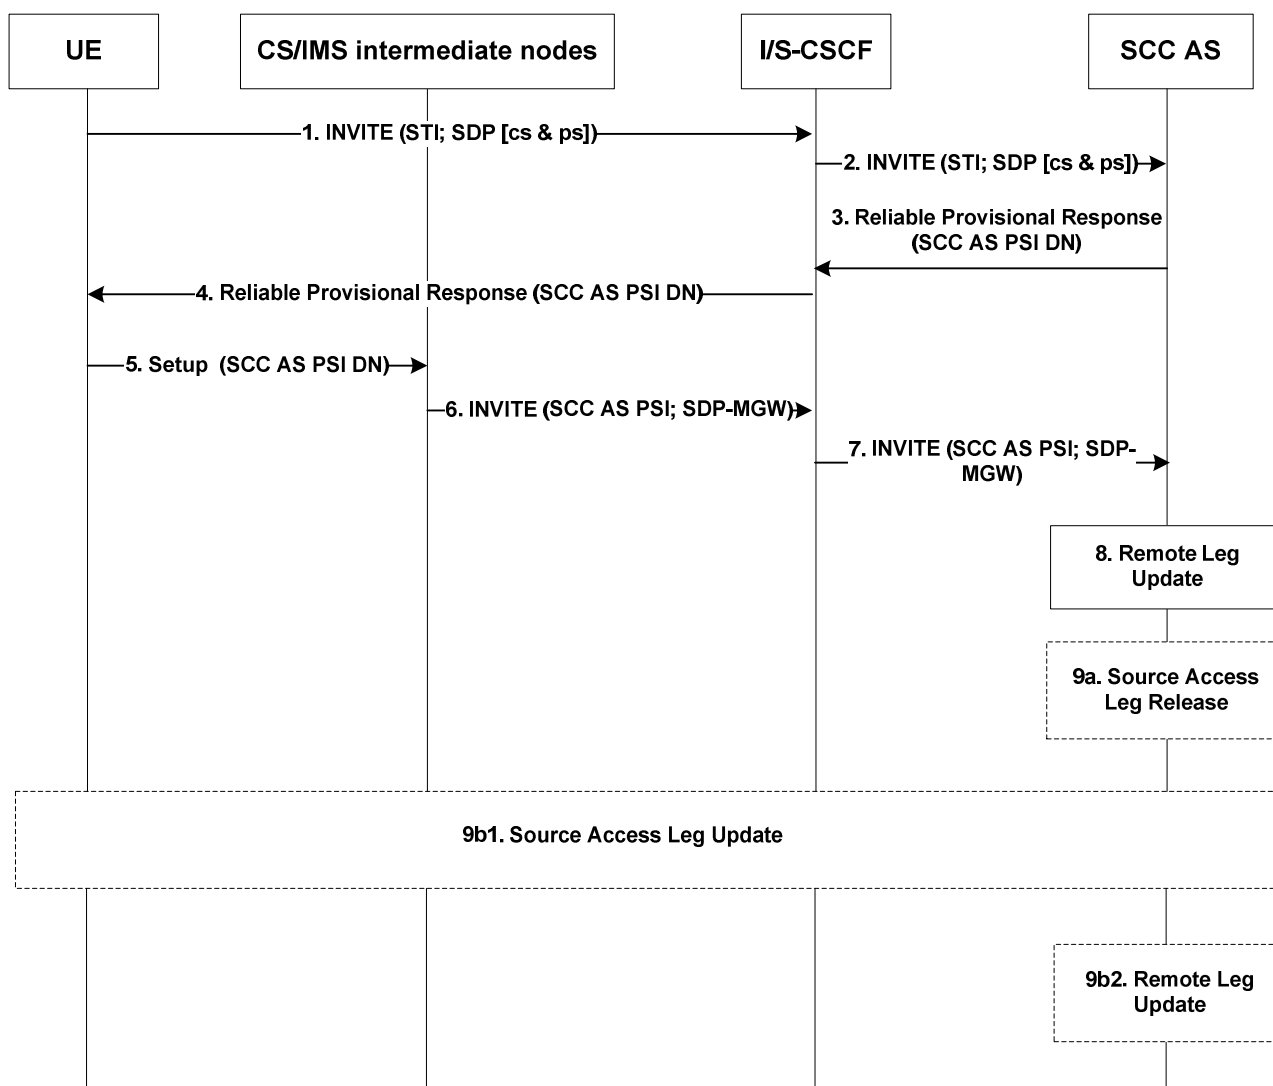 UE
CS/IMS intermediate nodes
I/S-CSCF
SCC AS
1. INVITE (STI; SDP [cs & ps])
2. INVITE (STI; SDP [cs & ps])
3. Reliable Provisional Response
(SCC AS PSI DN)
4. Reliable Provisional Response (SCC AS PSI DN)
5. Setup (SCC AS PSI DN)
6. INVITE (SCC AS PSI; SDP-MGW)
7. INVITE (SCC AS PSI; SDP-
MGW)
8. Remote Leg
Update
9a. Source Access
Leg Release
9b1. Source Access Leg Update
9b2. Remote Leg
Update